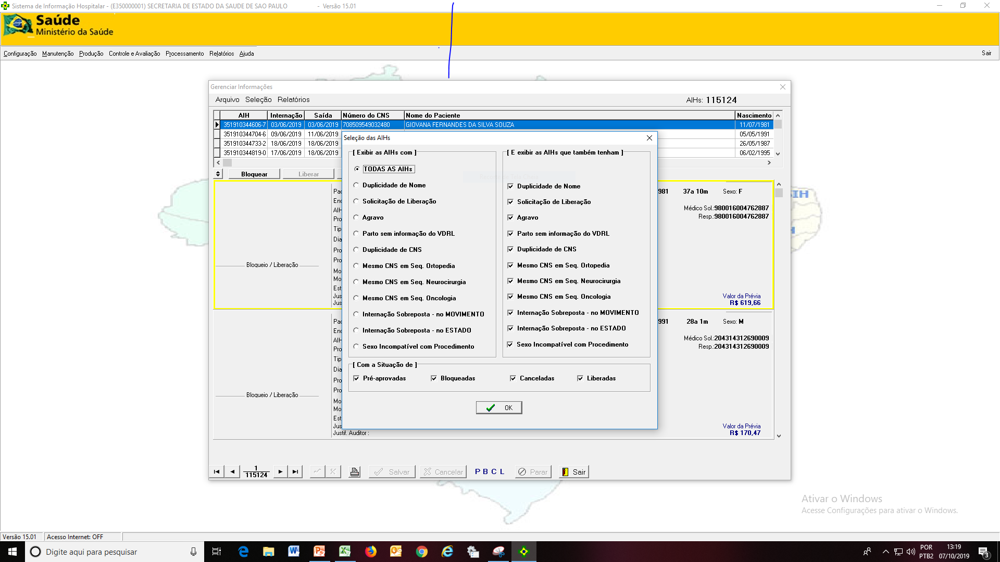 Sistema de Informação Hospitalar - (E350000001) SECRETARIA DE ESTADO DA SAUDE DE SAO PAULO - Versão 15.01
Saúde
Ministério da Saúde
Configuração Manutenção Produção Controle e Avaliação Processamento Relatórios Ajuda Sair
Gerenciar Informações
Arquivo Seleção Relatórios AIHs: 115124
AIH Internação Saída Número do CNS Nome do Paciente Nascimento
351910344606-7 03/06/2019 03/06/2019 708509549032480 GIOVANA FERNANDES DA SILVA SOUZA 11/07/1981
351910344704-6 09/06/2019 11/06/2019 05/05/1991
351910344733-2 18/06/2019 18/06/2019 26/05/1987
351910344819-0 17/06/2019 18/06/2019 06/02/1995
Bloquear Liberar
Seleção das AIHs
[ Exibir as AIHs com ]
TODAS AS AIHs
Duplicidade de Nome
Solicitação de Liberação
Agravo
Parto sem informação do VDRL
Duplicidade de CNS
Mesmo CNS em Seq. Ortopedia
Mesmo CNS em Seq. Neurocirurgia
Mesmo CNS em Seq. Oncologia
Internação Sobreposta - no MOVIMENTO
Internação Sobreposta - no ESTADO
Sexo Incompatível com Procedimento
[ E exibir as AIHs que também tenham ]
Duplicidade de Nome
Solicitação de Liberação
Agravo
Parto sem informação do VDRL
Duplicidade de CNS
Mesmo CNS em Seq. Ortopedia
Mesmo CNS em Seq. Neurocirurgia
Mesmo CNS em Seq. Oncologia
Internação Sobreposta - no MOVIMENTO
Internação Sobreposta - no ESTADO
Sexo Incompatível com Procedimento
[ Com a Situação de ]
Pré-aprovadas Bloqueadas Canceladas Liberadas
OK
Pac
Enc
AIH
Pro
Tip
Dia
Pro
Pro
Mo
Mo
Est
Jus
Jus
Bloqueio / Liberação
981 37a 10m Sexo: F
Médico Sol.:980016004762887
Resp.:980016004762887
Valor da Prévia
R$ 619,66
SIH
H
Pac
Enc
AIH
Pro
Tip
Dia
Pro
Pro
Mo
Mo
Est
Jus
Justif. Auditor :
Bloqueio / Liberação
991 28a 1m Sexo: M
Médico Sol.:204314312690009
Resp.:204314312690009
Valor da Prévia
R$ 170,47
1
115124
Salvar Cancelar P B C L Parar Sair
Ativar o Windows
Acesse Configurações para ativar o Windows.
Versão 15.01 Acesso Internet: OFF
Digite aqui para pesquisar
POR
PTB2
13:19
07/10/2019
3